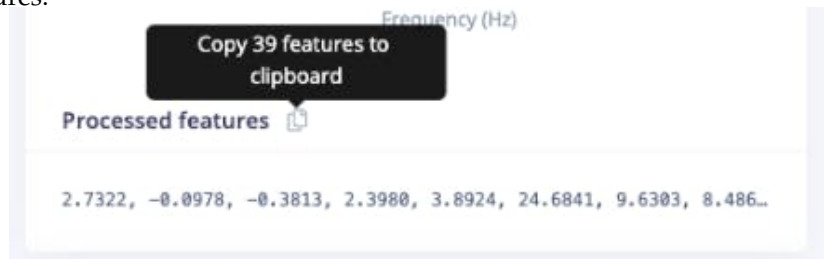 Frequency (Hz)
Copy 39 features to
clipboard
Processed features
2.7322, -0.0978, -0.3813, 2.3980, 3.8924, 24.6841, 9.6303, 8.486…